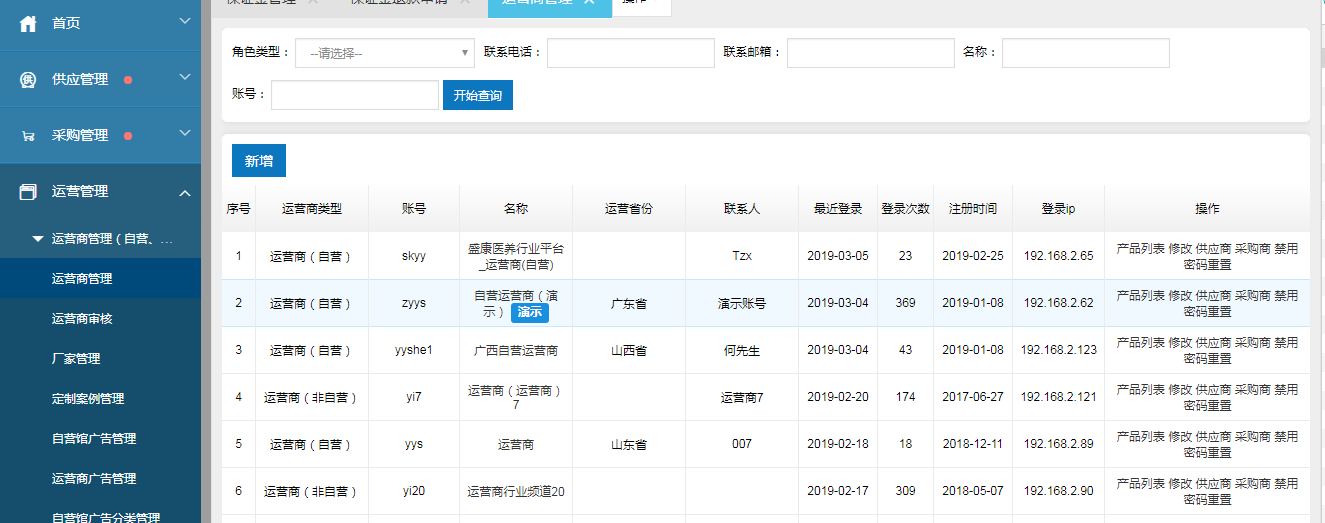 保证金管理 保证金退款申请 运营商管理 操作
首页
供应管理
采购管理
运营管理
运营商管理（自营、...
运营商管理
运营商审核
厂家管理
定制案例管理
自营馆广告管理
运营商广告管理
自营馆广告分类管理
角色类型： --请选择-- 联系电话： 联系邮箱： 名称：
账号： 开始查询
新增
序号 运营商类型 账号 名称 运营省份 联系人 最近登录 登录次数 注册时间 登录ip 操作
1 运营商（自营） skyy 盛康医养行业平台_运营商(自营) Tzx 2019-03-05 23 2019-02-25 192.168.2.65 产品列表 修改 供应商 采购商 禁用 密码重置
2 运营商（自营） zyys 自营运营商（演示） 演示 广东省 演示账号 2019-03-04 369 2019-01-08 192.168.2.62 产品列表 修改 供应商 采购商 禁用 密码重置
3 运营商（自营） yyshe1 广西自营运营商 山西省 何先生 2019-03-04 43 2019-01-08 192.168.2.123 产品列表 修改 供应商 采购商 禁用 密码重置
4 运营商（非自营） yi7 运营商（运营商）7 运营商7 2019-02-20 174 2017-06-27 192.168.2.121 产品列表 修改 供应商 采购商 禁用 密码重置
5 运营商（自营） yys 运营商 山东省 007 2019-02-18 18 2018-12-11 192.168.2.89 产品列表 修改 供应商 采购商 禁用 密码重置
6 运营商（非自营） yi20 运营商行业频道20 2019-02-17 309 2018-05-07 192.168.2.90 产品列表 修改 供应商 采购商 禁用 密码重置